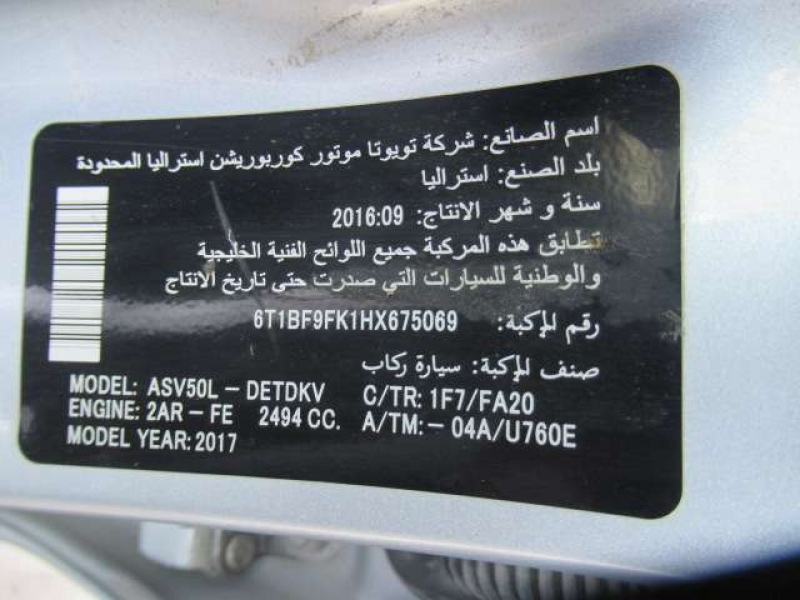 اسم الصانع: شركة تويوتا موتور كوربوريشن استراليا المحدودة
بلد الصنع: استراليا
سنة و شهر الانتاج: 2016:09
تطابق هذه المركبة جميع اللوائح الفنية الخليجية
والوطنية للسيارات التي صدرت حتى تاريخ الانتاج
رقم المركبة: 6T1BF9FK1HX675069
صنف المركبة: سيارة ركاب
MODEL: ASV50L - DETDKV C/TR: 1F7/FA20
ENGINE: 2AR - FE 2494 CC. A/TM: - 04A/U760E
MODEL YEAR: 2017